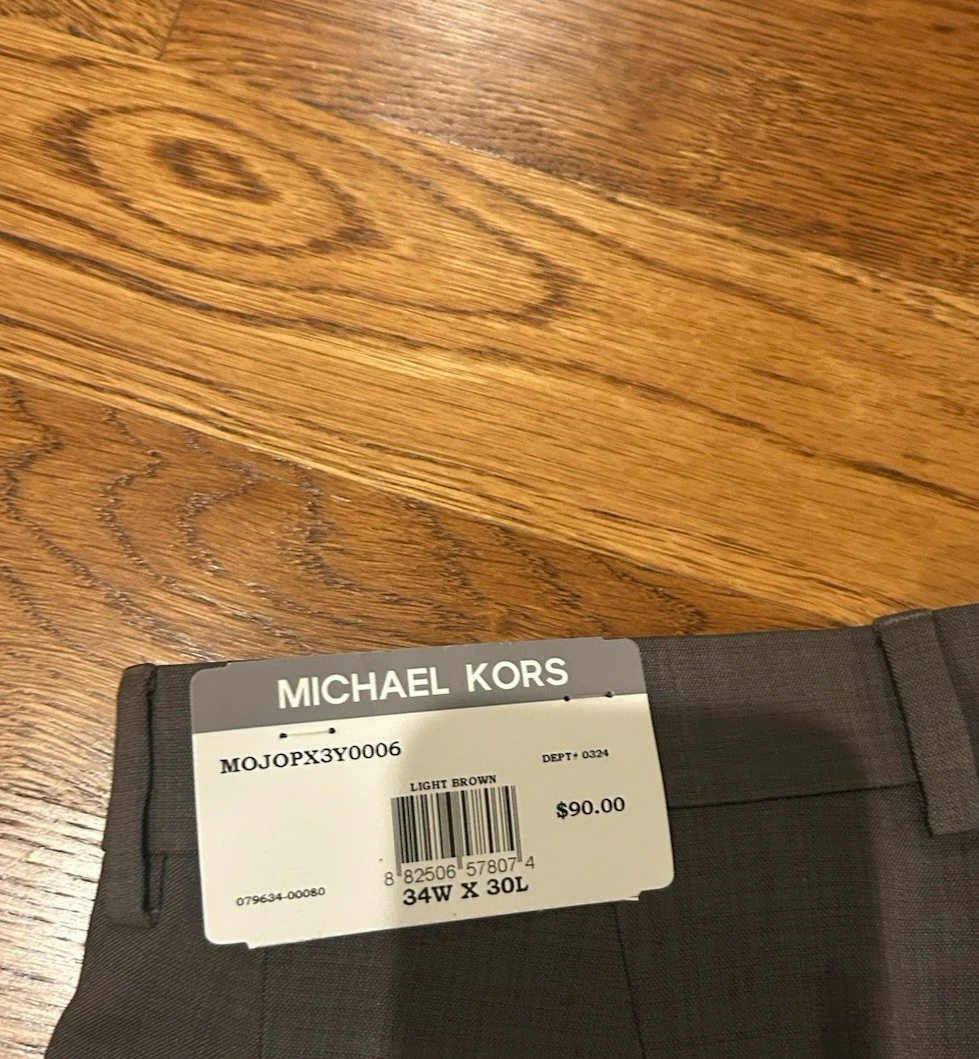 MICHAEL KORS
MOJOPX3Y0006
DEPT# 0324
LIGHT BROWN
$90.00
8 82506 57807 4
34W X 30L
079634-00080